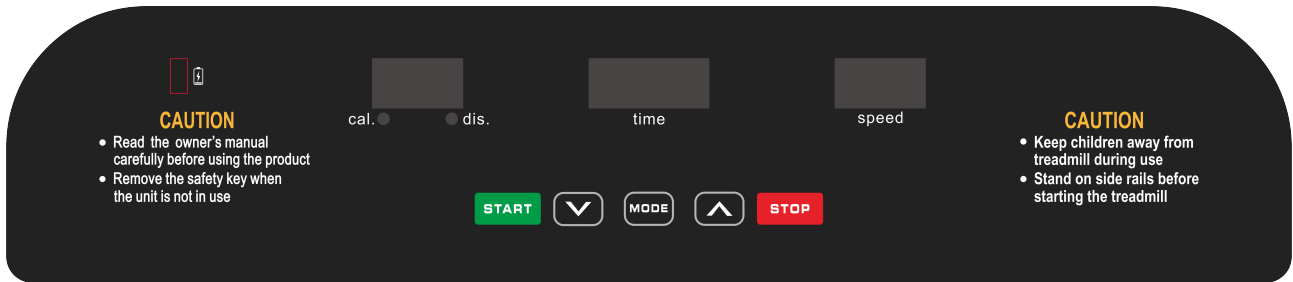 CAUTION
• Read the owner's manual
carefully before using the product
• Remove the safety key when
the unit is not in use
cal. dis.
time
speed
START
MODE
STOP
CAUTION
• Keep children away from
treadmill during use
• Stand on side rails before
starting the treadmill